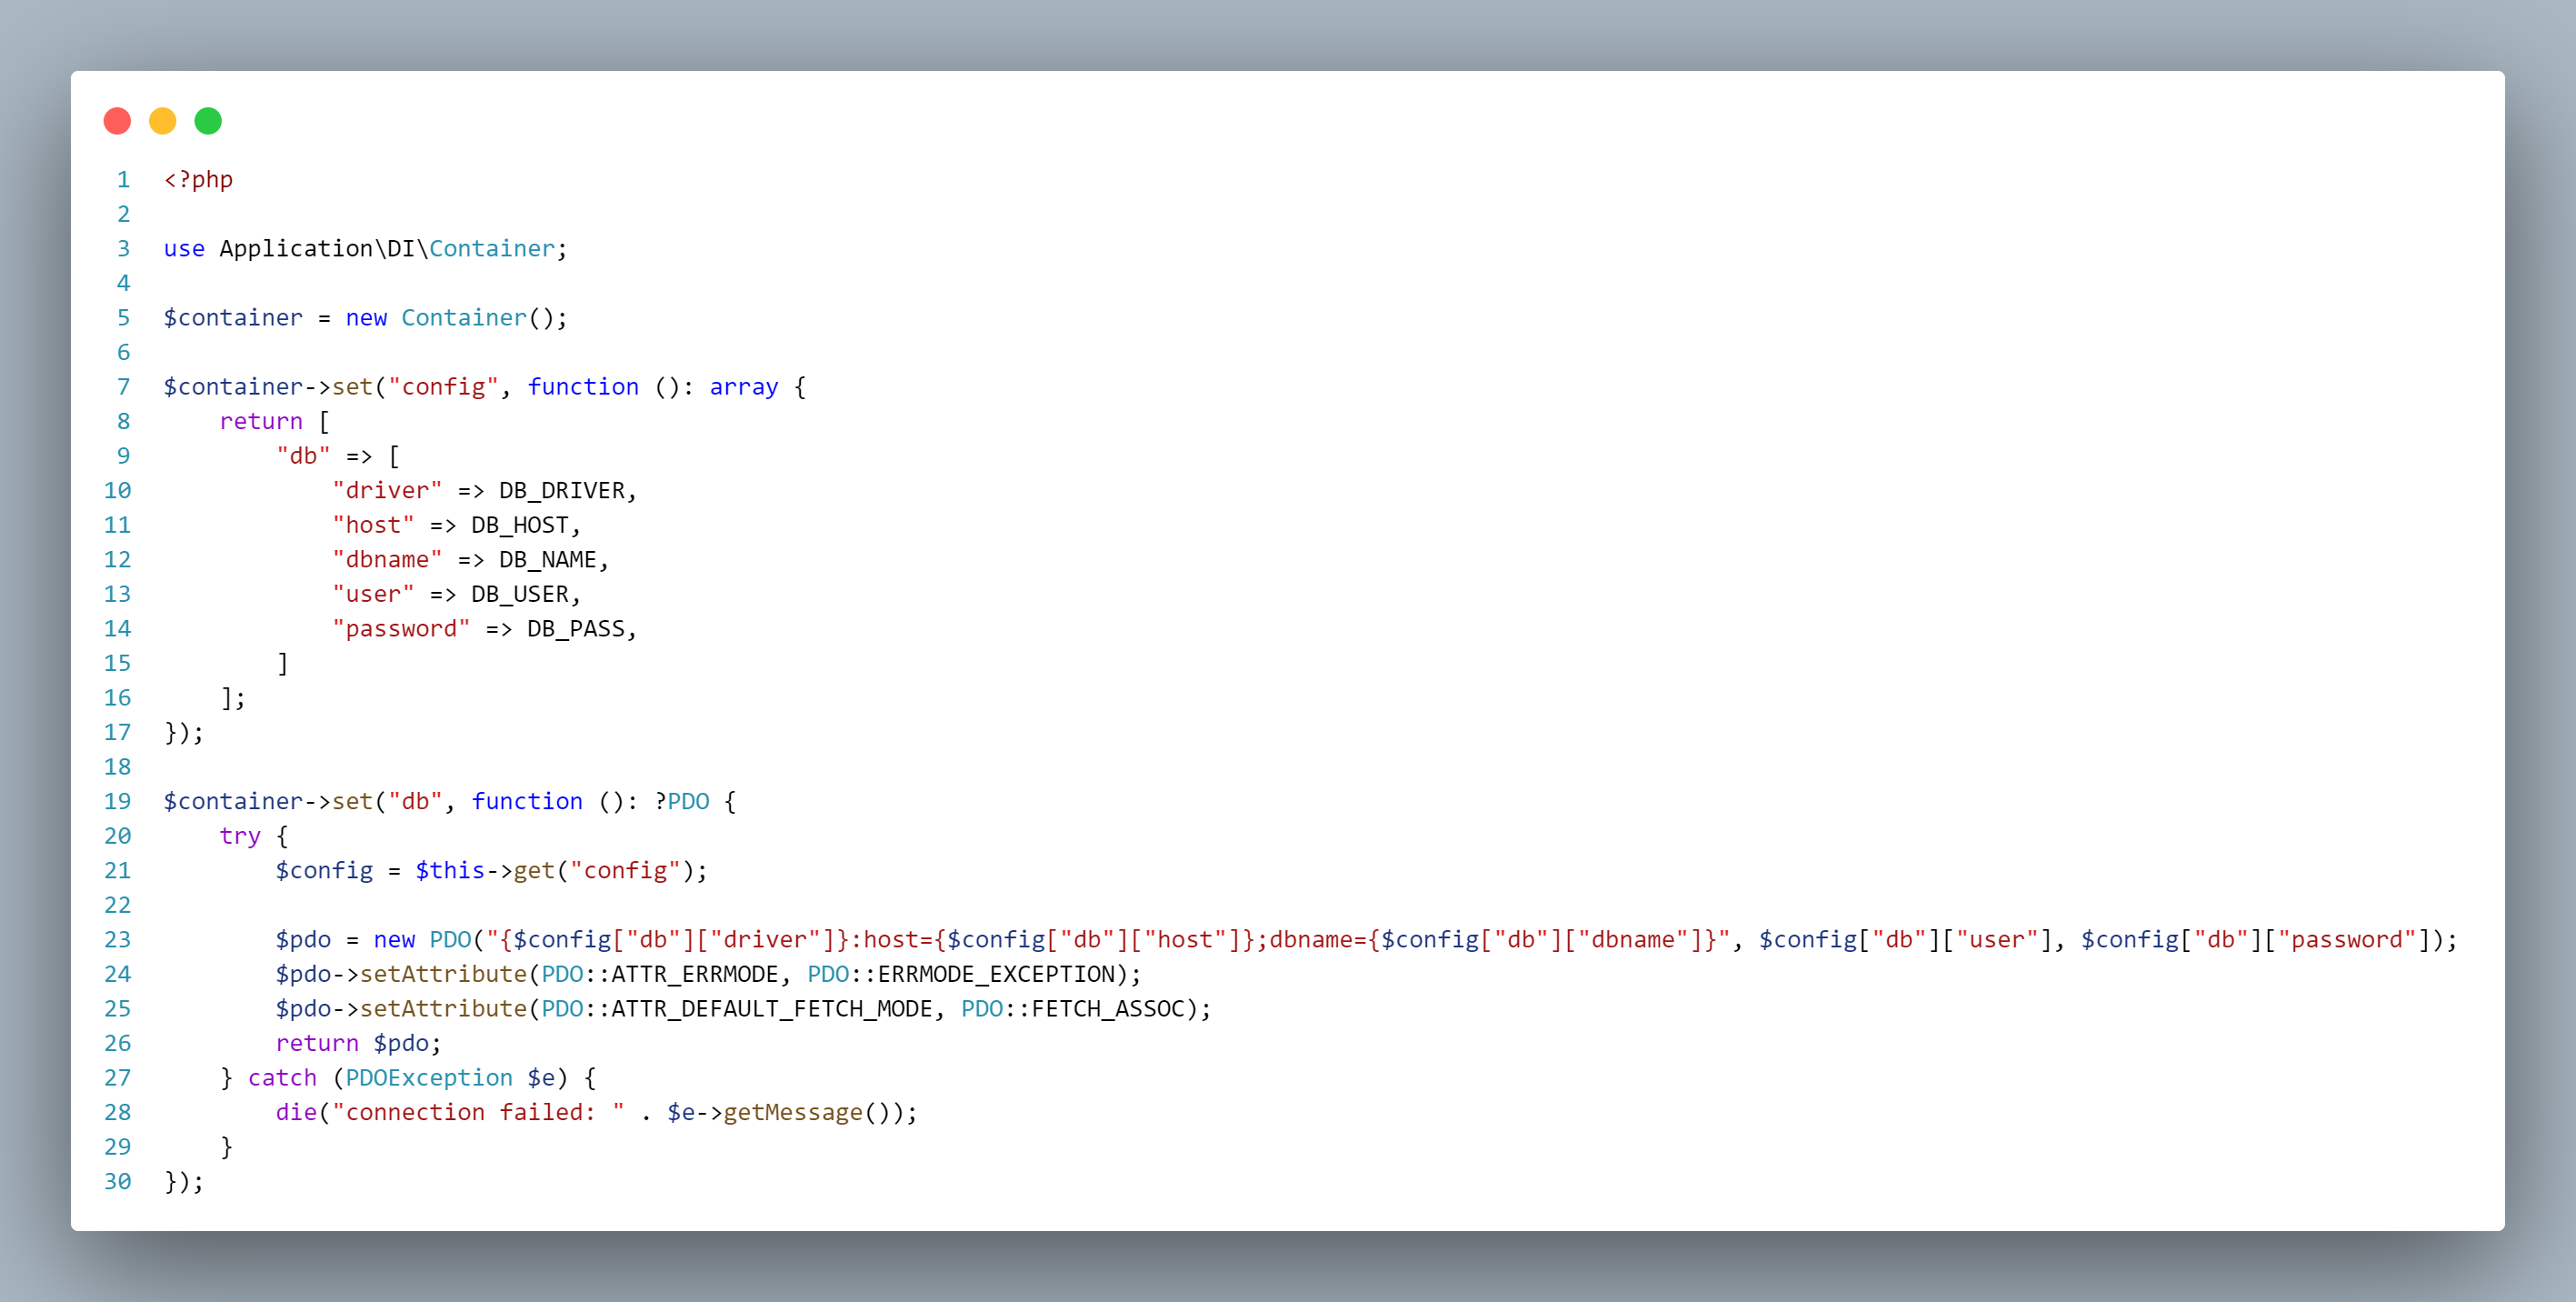 1 <?php
2
3 use Application\DI\Container;
4
5 $container = new Container();
6
7 $container->set("config", function (): array {
8     return [
9         "db" => [
10             "driver" => DB_DRIVER,
11             "host" => DB_HOST,
12             "dbname" => DB_NAME,
13             "user" => DB_USER,
14             "password" => DB_PASS,
15         ]
16     ];
17 });
18
19 $container->set("db", function (): ?PDO {
20     try {
21         $config = $this->get("config");
22
23         $pdo = new PDO("{$config["db"]["driver"]}:host={$config["db"]["host"]};dbname={$config["db"]["dbname"]}", $config["db"]["user"], $config["db"]["password"]);
24         $pdo->setAttribute(PDO::ATTR_ERRMODE, PDO::ERRMODE_EXCEPTION);
25         $pdo->setAttribute(PDO::ATTR_DEFAULT_FETCH_MODE, PDO::FETCH_ASSOC);
26         return $pdo;
27     } catch (PDOException $e) {
28         die("connection failed: " . $e->getMessage());
29     }
30 });